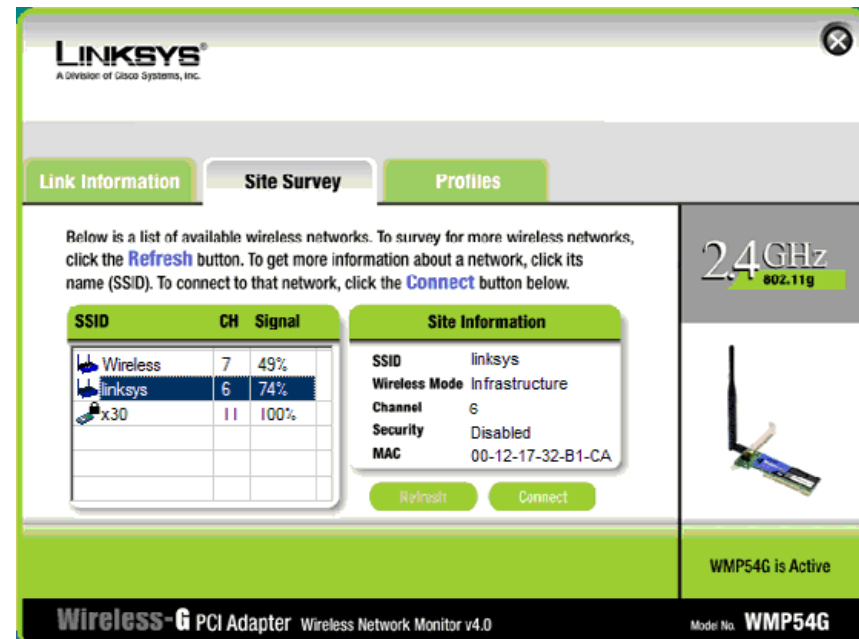 LINKSYS®
A Division of Cisco Systems, Inc.
Link Information Site Survey Profiles
Below is a list of available wireless networks. To survey for more wireless networks,
click the Refresh button. To get more information about a network, click its
name (SSID). To connect to that network, click the Connect button below.
2.4 GHz
802.11g
SSID CH Signal
Wireless 7 49%
linksys 6 74%
x30 11 100%
Site Information
SSID linksys
Wireless Mode Infrastructure
Channel 6
Security Disabled
MAC 00-12-17-32-B1-CA
Refresh Connect
WMP54G is Active
Wireless-G PCI Adapter Wireless Network Monitor v4.0
Model No. WMP54G